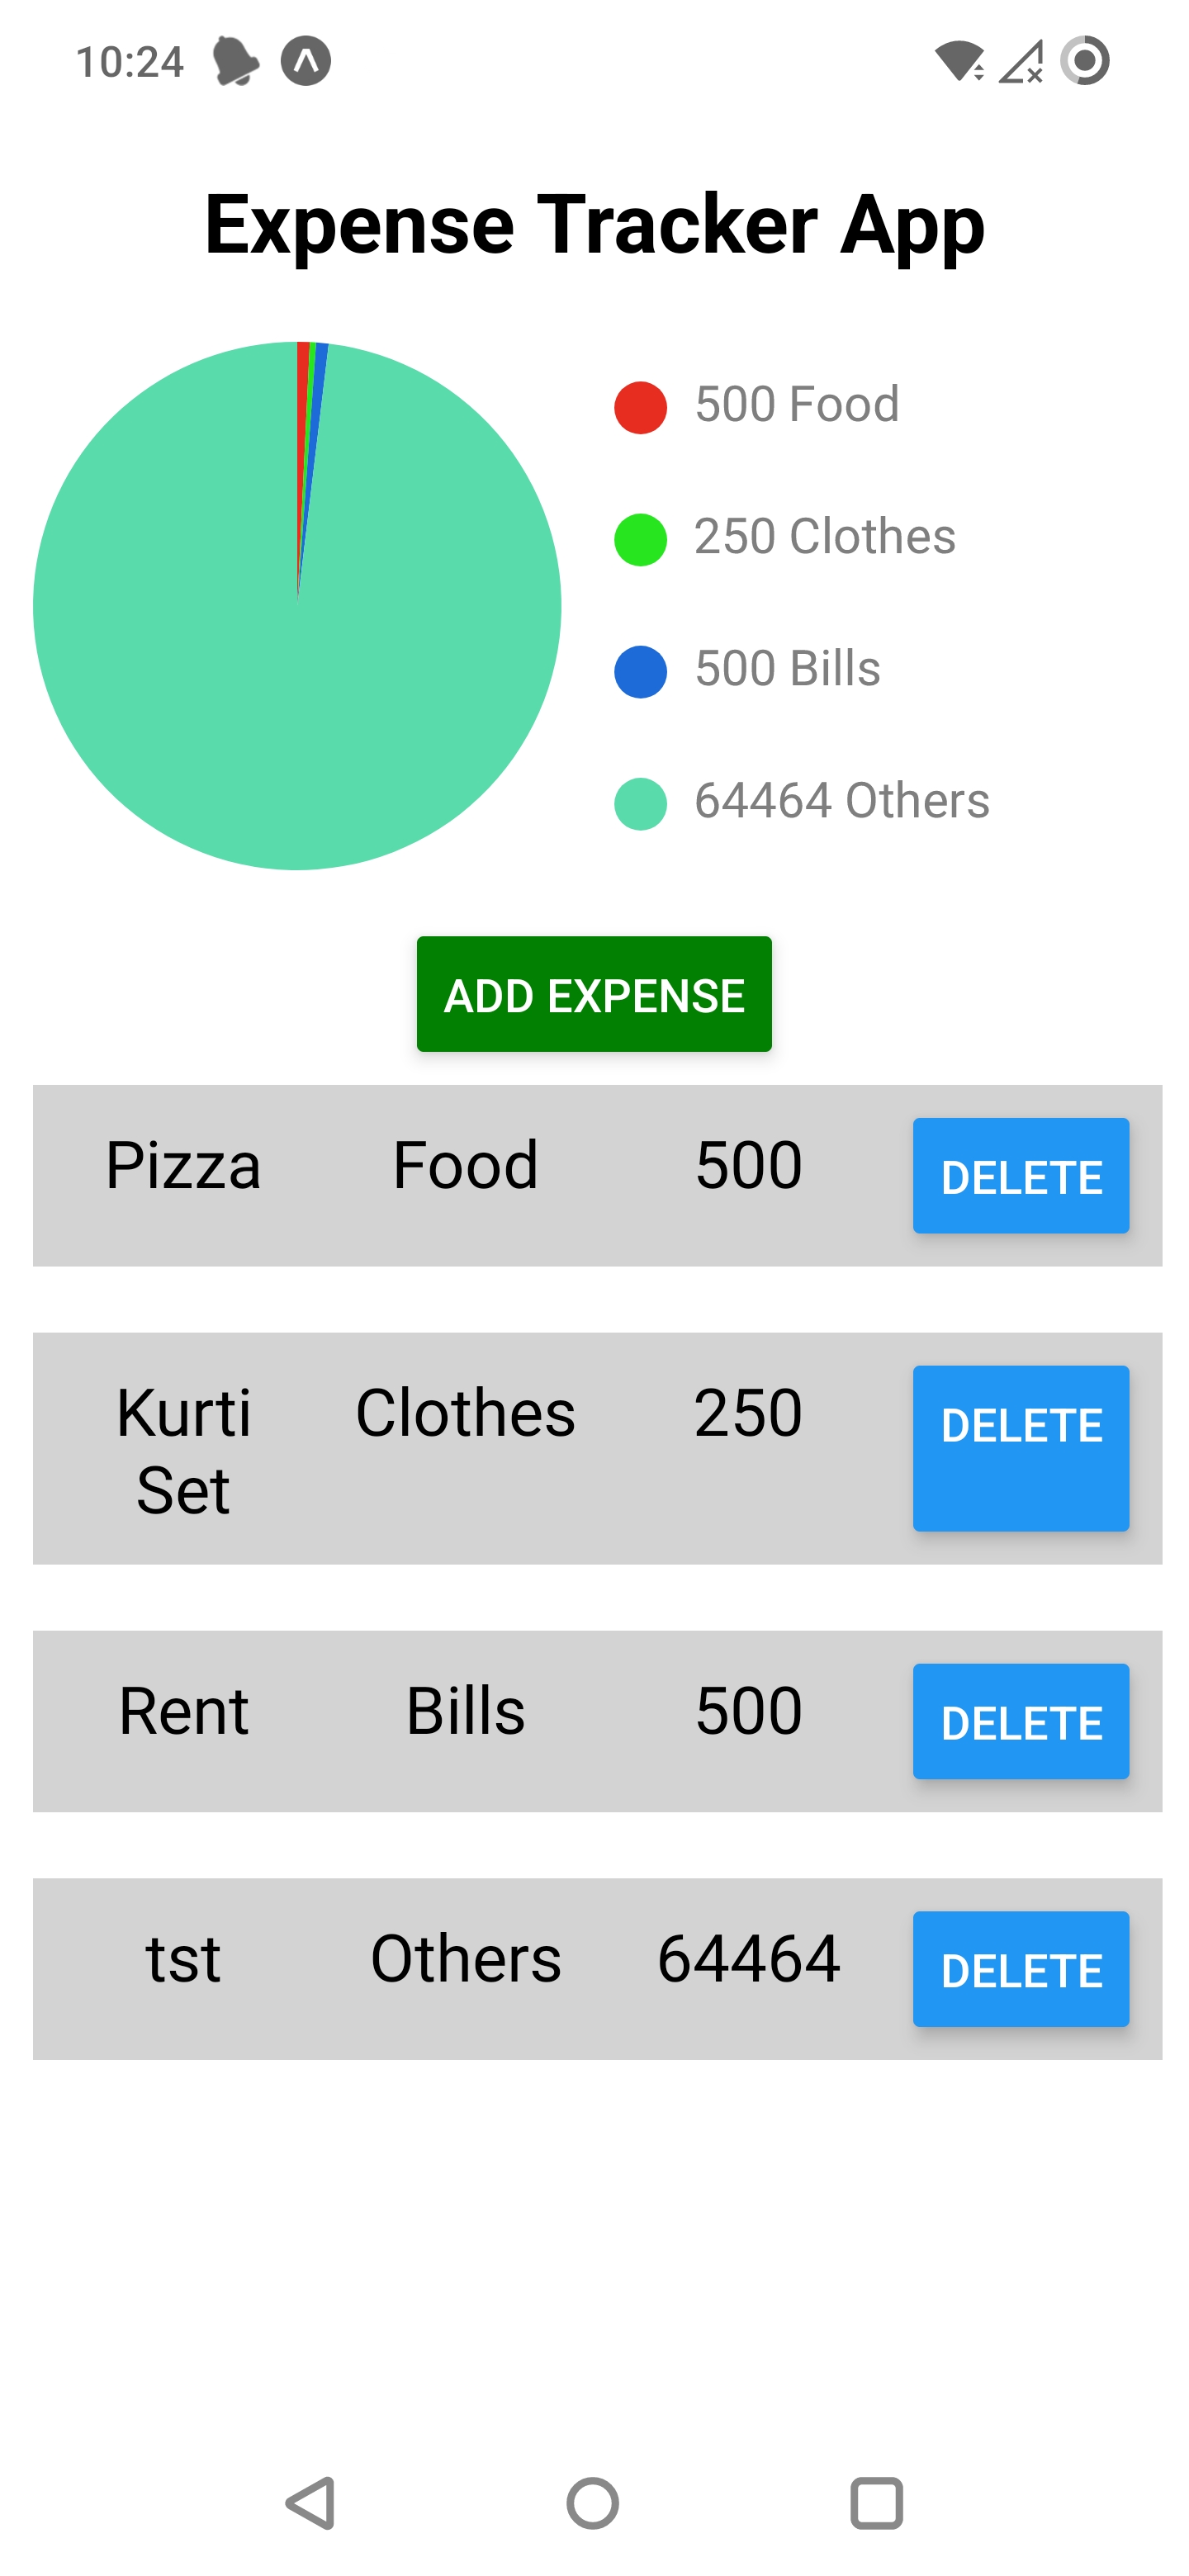 10:24
Expense Tracker App
500 Food
250 Clothes
500 Bills
64464 Others
ADD EXPENSE
Pizza Food 500 DELETE
Kurti Set Clothes 250 DELETE
Rent Bills 500 DELETE
tst Others 64464 DELETE